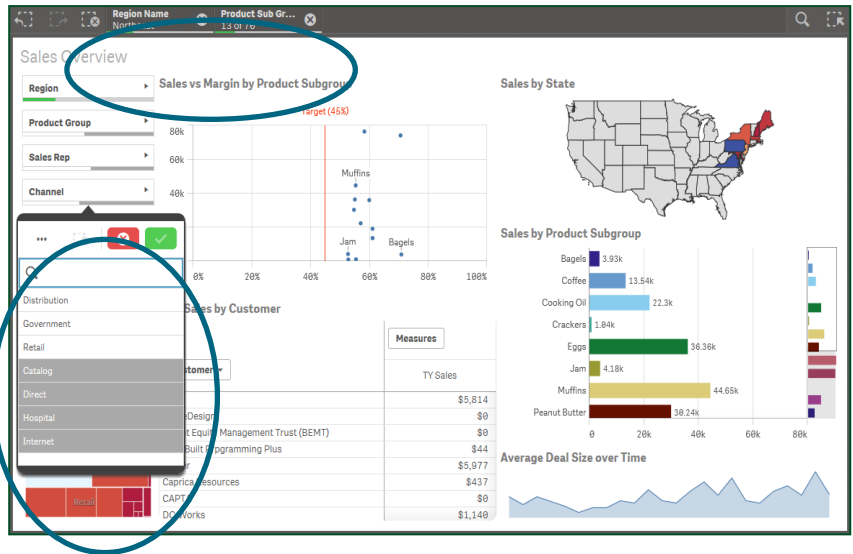 Region Name
Product Sub Gr...
13 of 70
Sales Overview
Region
Product Group
Sales Rep
Channel
Distribution
Government
Retail
Catalog
Direct
Hospital
Internet
Retail
Sales vs Margin by Product Subgroup
Target (45%)
80k
60k
40k
Muffins
Jam
Bagels
0%
20%
40%
60%
80%
100%
Sales by Customer
Measures
TY Sales
$5,814
$0
Equity Management Trust (BEMT)
$0
Built Programming Plus
$44
$5,977
Caprica Resources
$437
$0
$1,140
Sales by State
Sales by Product Subgroup
Bagels
3.93k
Coffee
13.54k
Cooking Oil
22.3k
Crackers
1.04k
Eggs
36.36k
Jam
4.18k
Muffins
44.65k
Peanut Butter
30.24k
0
20k
40k
60k
80k
Average Deal Size over Time